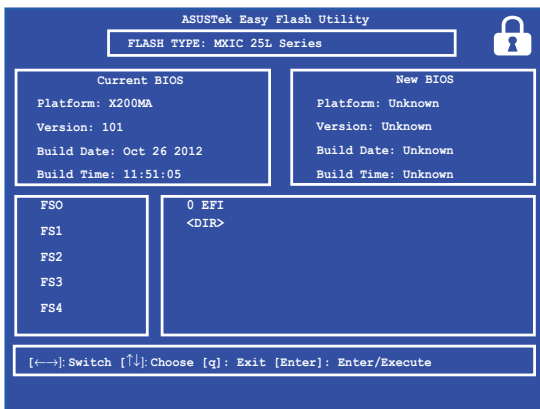 ASUSTek Easy Flash Utility
FLASH TYPE: MXIC 25L Series
Current BIOS
Platform: X200MA
Version: 101
Build Date: Oct 26 2012
Build Time: 11:51:05
New BIOS
Platform: Unknown
Version: Unknown
Build Date: Unknown
Build Time: Unknown
FSO
FS1
FS2
FS3
FS4
0 EFI
<DIR>
[←→]: Switch [↑↓]: Choose [q]: Exit [Enter]: Enter/Execute